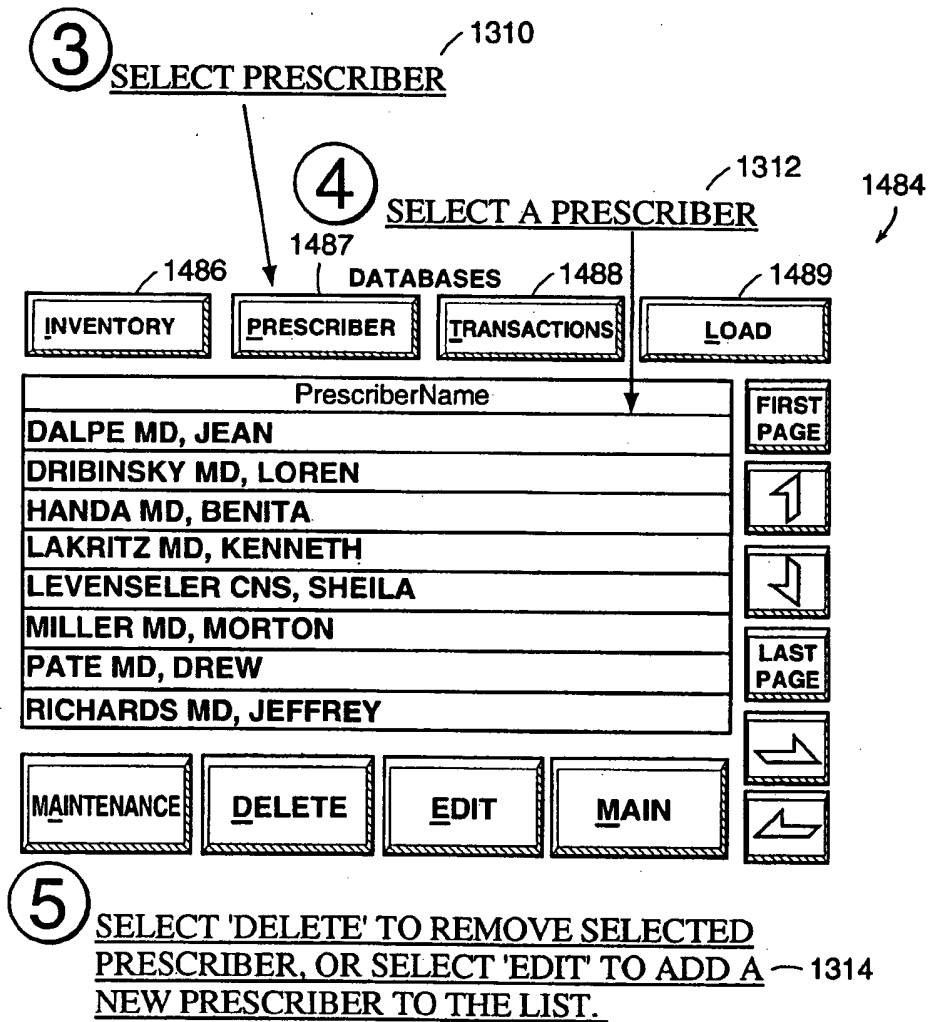 3
1310
SELECT PRESCRIBER
4
1312
SELECT A PRESCRIBER
1484
1486
1487
DATABASES
1488
1489
INVENTORY
PRESCRIBER
TRANSACTIONS
LOAD
PrescriberName
DALPE MD, JEAN
DRIBINSKY MD, LOREN
HANDA MD, BENITA
LAKRITZ MD, KENNETH
LEVENSELER CNS, SHEILA
MILLER MD, MORTON
PATE MD, DREW
RICHARDS MD, JEFFREY
FIRST
PAGE
LAST
PAGE
MAINTENANCE
DELETE
EDIT
MAIN
5
SELECT 'DELETE' TO REMOVE SELECTED
PRESCRIBER, OR SELECT 'EDIT' TO ADD A
1314
NEW PRESCRIBER TO THE LIST.